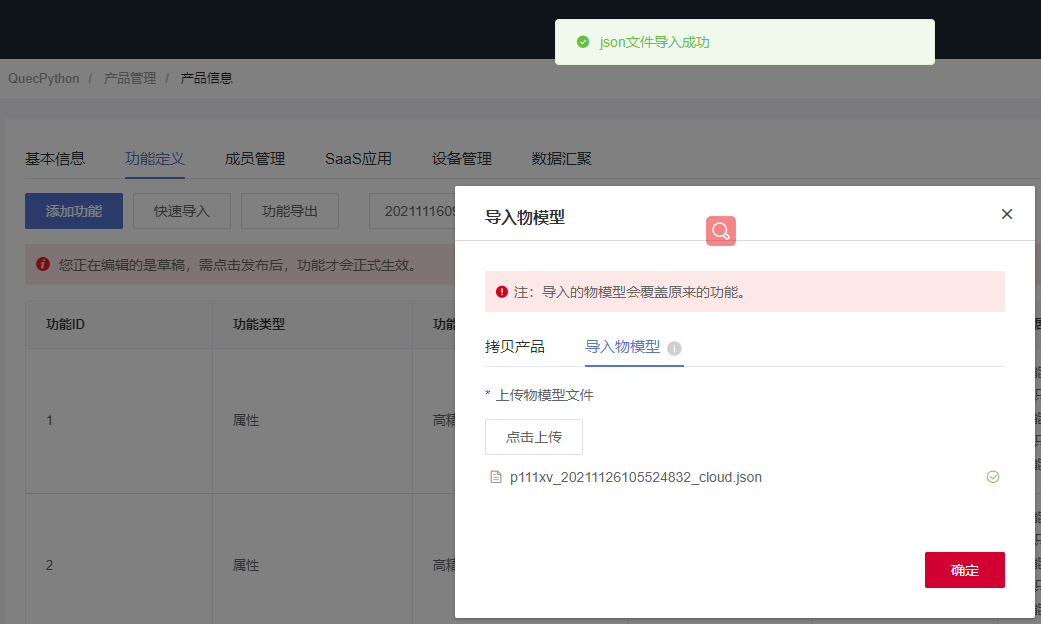 json文件导入成功
QuecPython / 产品管理 / 产品信息
基本信息 功能定义 成员管理 SaaS应用 设备管理 数据汇聚
添加功能 快速导入 功能导出 2021111609
您正在编辑的是草稿，需点击发布后，功能才会正式生效。
功能ID 功能类型 功能
1 属性 高精
2 属性 高精
导入物模型
注：导入的物模型会覆盖原来的功能。
拷贝产品 导入物模型
* 上传物模型文件
点击上传
p111xv_20211126105524832_cloud.json
确定